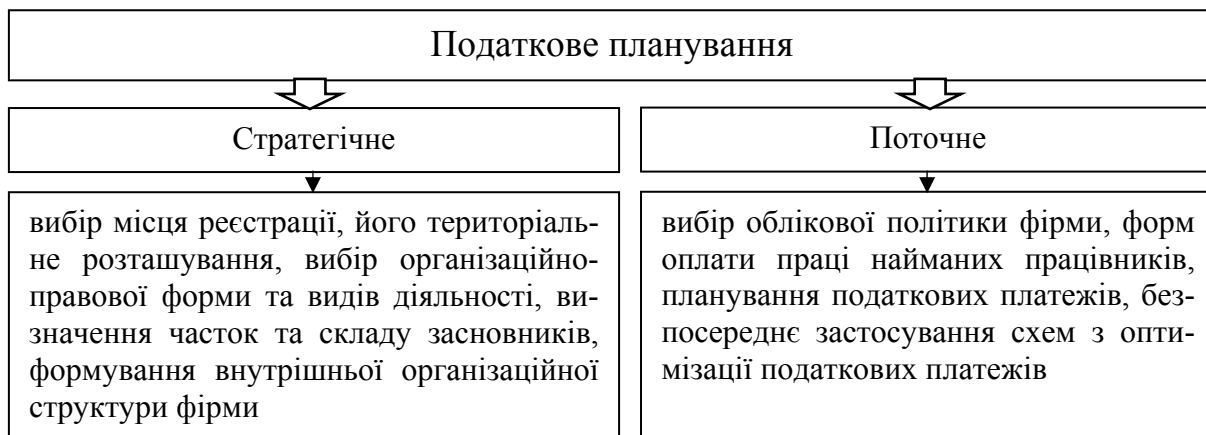 Податкове планування
Стратегічне
Поточне
вибір місця реєстрації, його територіаль-
не розташування, вибір організаційно-
правової форми та видів діяльності, ви-
значення часток та складу засновників,
формування внутрішньої організаційної
структури фірми
вибір облікової політики фірми, форм
оплати праці найманих працівників,
планування податкових платежів, без-
посереднє застосування схем з опти-
мізації податкових платежів